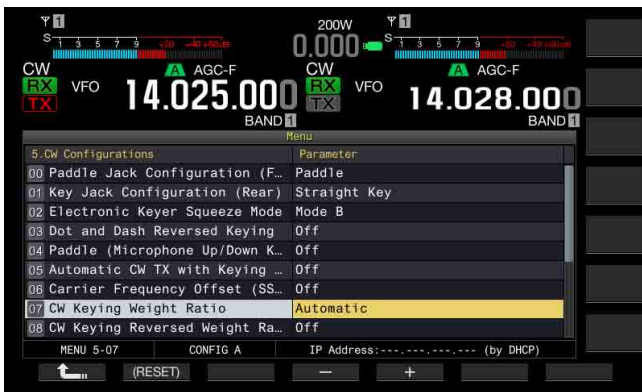 1 200W 1
S 1 3 5 7 9 +20 +40 +60dB 0.000 S 1 3 5 7 9 +20 +40 +60dB
CW A AGC-F CW A AGC-F
RX TX VFO 14.025.000 RX TX VFO 14.028.000
BAND 1 BAND 1
Menu
5.CW Configurations Parameter
00 Paddle Jack Configuration (F… Paddle
01 Key Jack Configuration (Rear) Straight Key
02 Electronic Keyer Squeeze Mode Mode B
03 Dot and Dash Reversed Keying Off
04 Paddle (Microphone Up/Down K… Off
05 Automatic CW TX with Keying … Off
06 Carrier Frequency Offset (SS… Off
07 CW Keying Weight Ratio Automatic
08 CW Keying Reversed Weight Ra… Off
MENU 5-07 CONFIG A IP Address:---.---.---.--- (by DHCP)
(RESET) − +